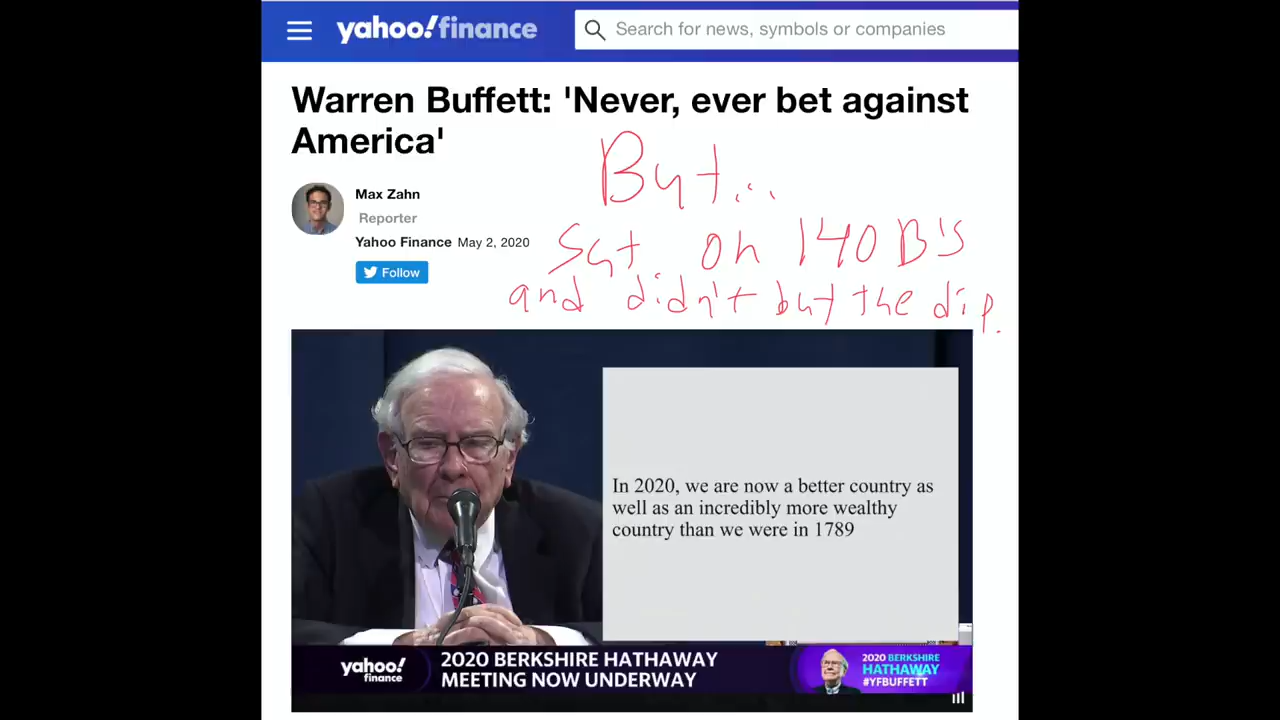 yahoo!finance
Search for news, symbols or companies
Warren Buffett: 'Never, ever bet against
America'
But...
Max Zahn
Reporter
Sat on 140 B's
Yahoo Finance May 2, 2020
Follow
and didn't buy the dip.
In 2020, we are now a better country as
well as an incredibly more wealthy
country than we were in 1789
yahoo!
finance
2020 BERKSHIRE HATHAWAY
MEETING NOW UNDERWAY
2020 BERKSHIRE
HATHAWAY
#YFBUFFETT